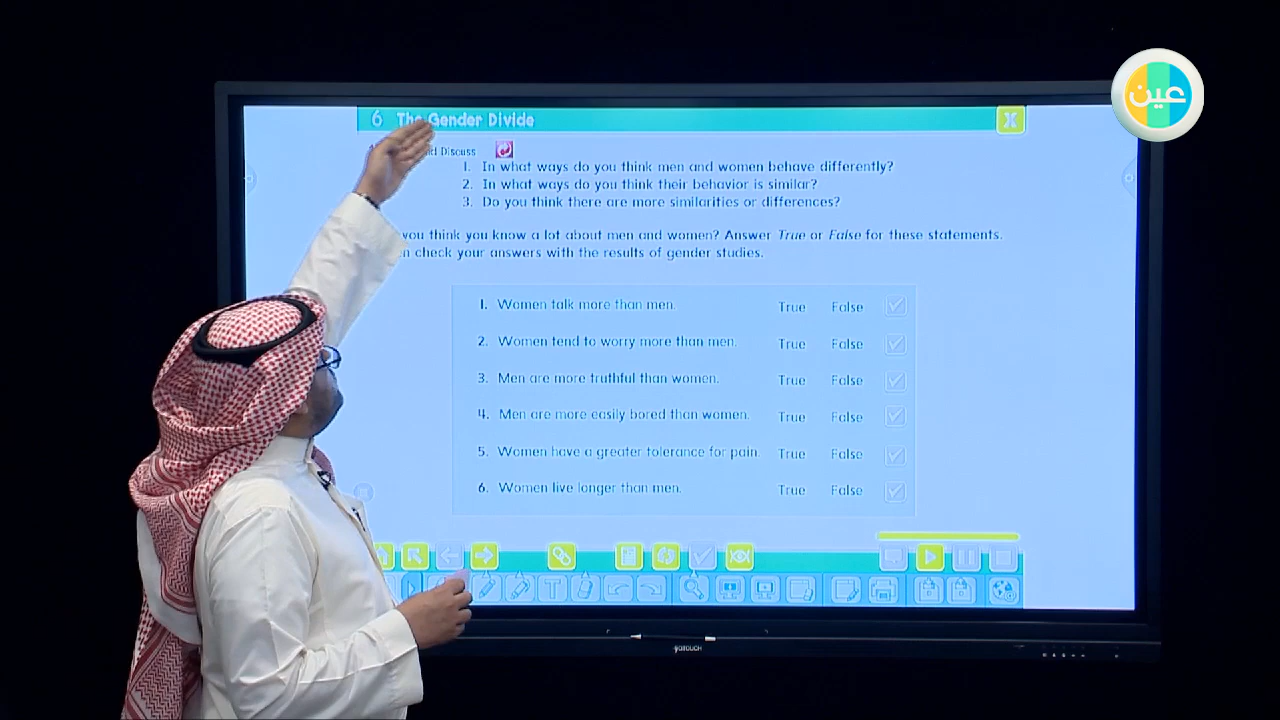 عين
6 The Gender Divide
Discuss
1. In what ways do you think men and women behave differently?
2. In what ways do you think their behavior is similar?
3. Do you think there are more similarities or differences?
you think you know a lot about men and women? Answer True or False for these statements.
check your answers with the results of gender studies.
1. Women talk more than men. True False
2. Women tend to worry more than men. True False
3. Men are more truthful than women. True False
4. Men are more easily bored than women. True False
5. Women have a greater tolerance for pain. True False
6. Women live longer than men. True False